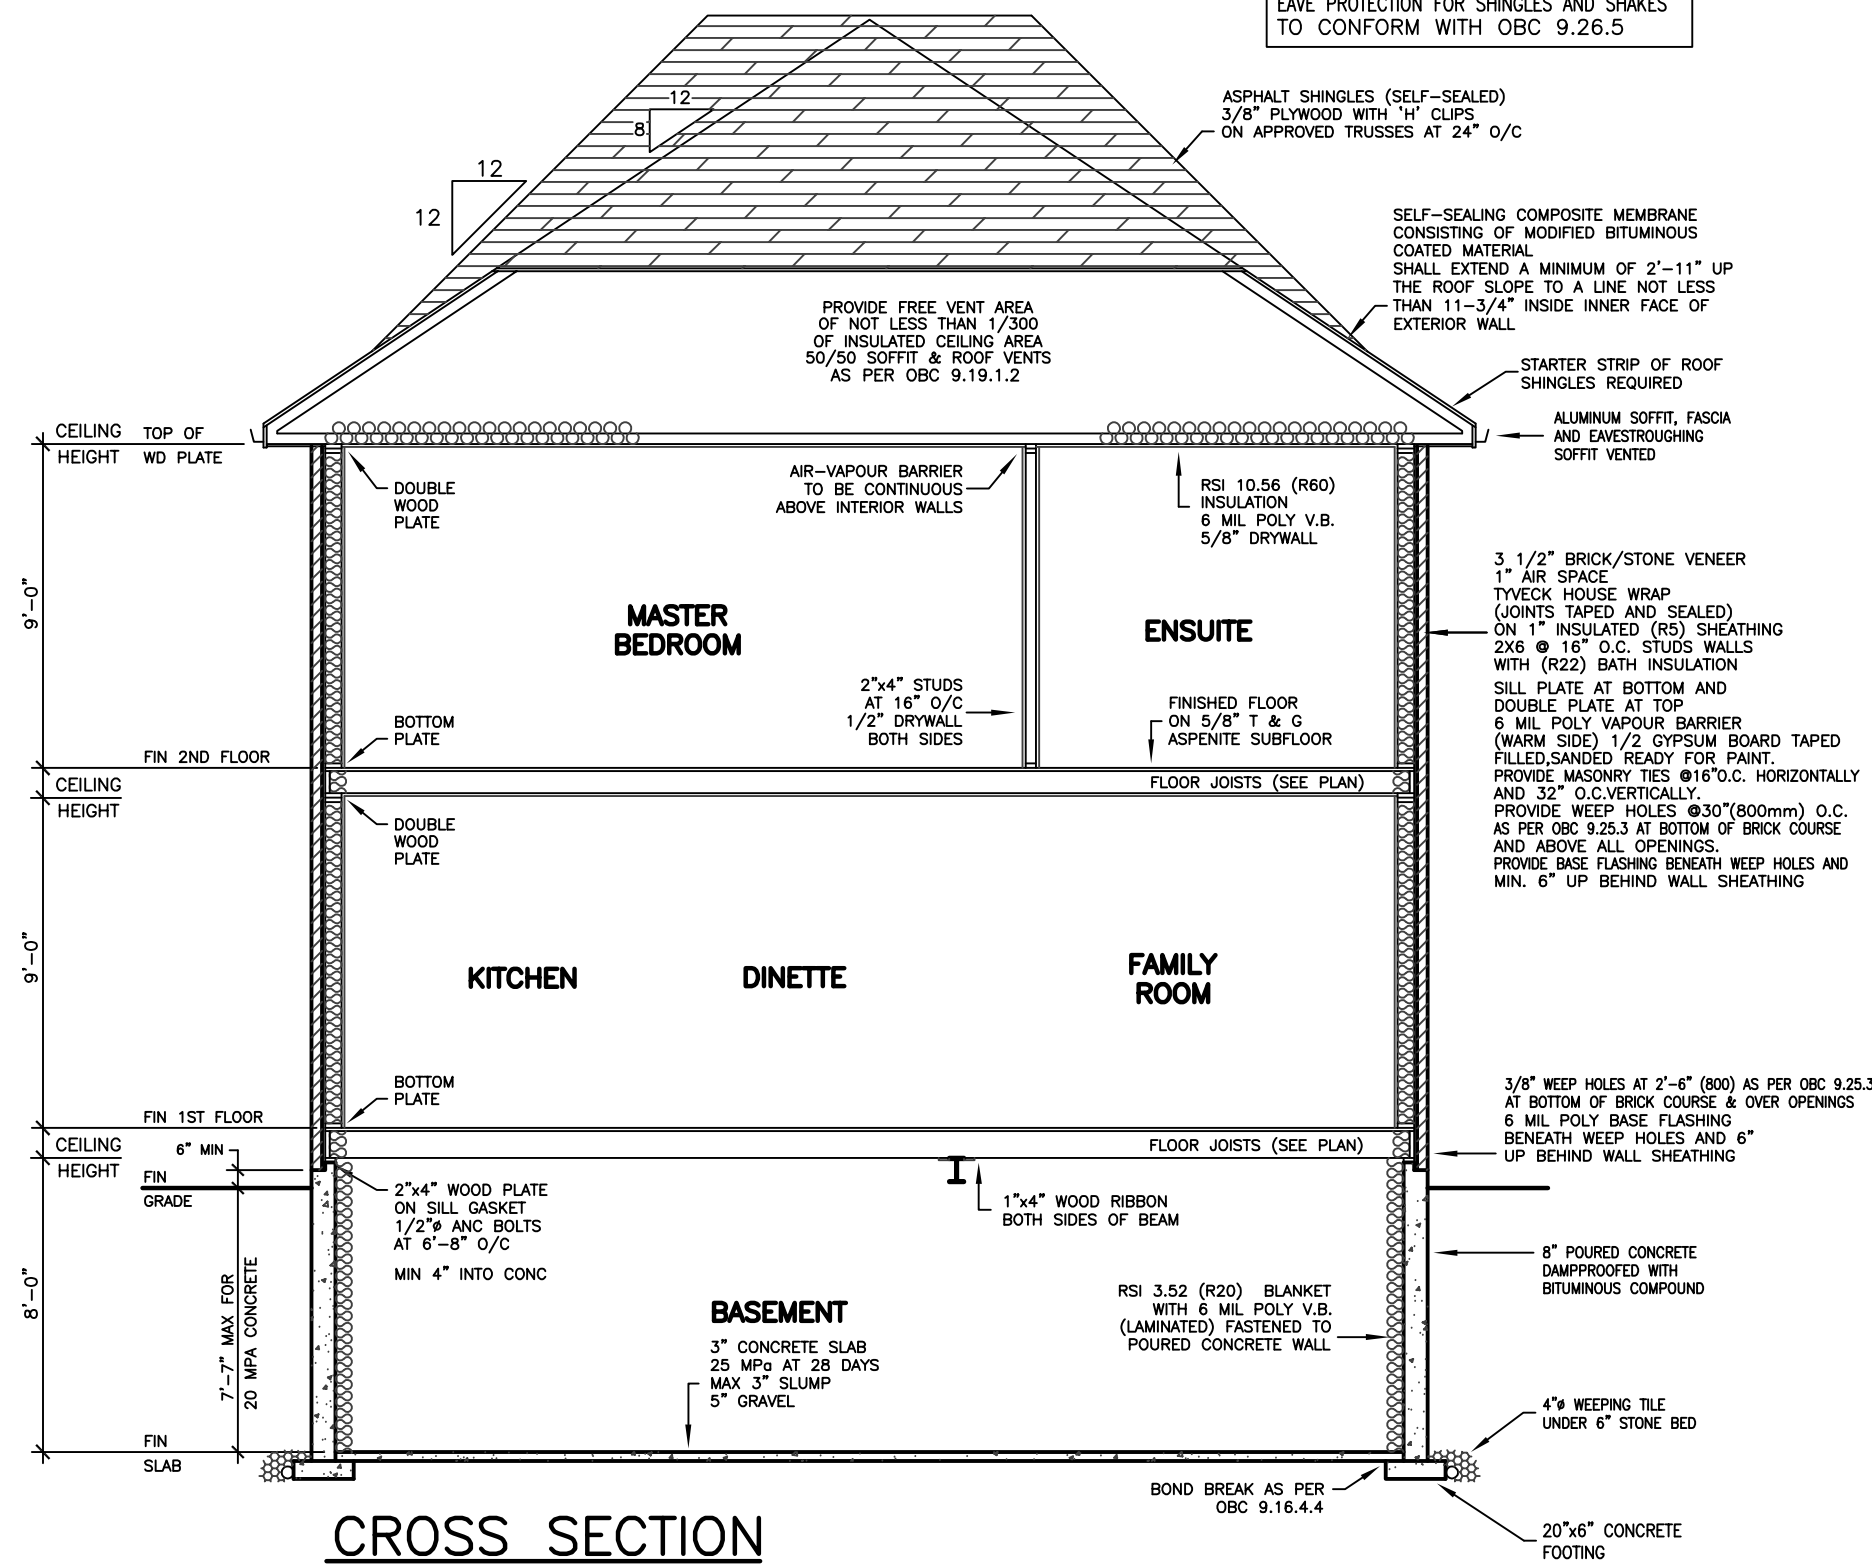 EAVE PROTECTION FOR SHINGLES AND SHAKES
TO CONFORM WITH OBC 9.26.5
ASPHALT SHINGLES (SELF-SEALED)
3/8" PLYWOOD WITH 'H' CLIPS
ON APPROVED TRUSSES AT 24" O/C
12
8
12
12
SELF-SEALING COMPOSITE MEMBRANE
CONSISTING OF MODIFIED BITUMINOUS
COATED MATERIAL
SHALL EXTEND A MINIMUM OF 2'-11" UP
THE ROOF SLOPE TO A LINE NOT LESS
THAN 11-3/4" INSIDE INNER FACE OF
EXTERIOR WALL
PROVIDE FREE VENT AREA
OF NOT LESS THAN 1/300
OF INSULATED CEILING AREA
50/50 SOFFIT & ROOF VENTS
AS PER OBC 9.19.1.2
STARTER STRIP OF ROOF
SHINGLES REQUIRED
ALUMINUM SOFFIT, FASCIA
AND EAVESTROUGHING
SOFFIT VENTED
CEILING
HEIGHT
TOP OF
WD PLATE
DOUBLE
WOOD
PLATE
AIR-VAPOUR BARRIER
TO BE CONTINUOUS
ABOVE INTERIOR WALLS
RSI 10.56 (R60)
INSULATION
6 MIL POLY V.B.
5/8" DRYWALL
9'-0"
MASTER
BEDROOM
ENSUITE
3 1/2" BRICK/STONE VENEER
1" AIR SPACE
TYVECK HOUSE WRAP
(JOINTS TAPED AND SEALED)
ON 1" INSULATED (R5) SHEATHING
2X6 @ 16" O.C. STUDS WALLS
WITH (R22) BATH INSULATION
SILL PLATE AT BOTTOM AND
DOUBLE PLATE AT TOP
6 MIL POLY VAPOUR BARRIER
(WARM SIDE) 1/2 GYPSUM BOARD TAPED
FILLED,SANDED READY FOR PAINT.
PROVIDE MASONRY TIES @16"O.C. HORIZONTALLY
AND 32" O.C.VERTICALLY.
PROVIDE WEEP HOLES @30"(800mm) O.C.
AS PER OBC 9.25.3 AT BOTTOM OF BRICK COURSE
AND ABOVE ALL OPENINGS.
PROVIDE BASE FLASHING BENEATH WEEP HOLES AND
MIN. 6" UP BEHIND WALL SHEATHING
2"x4" STUDS
AT 16" O/C
1/2" DRYWALL
BOTH SIDES
FINISHED FLOOR
ON 5/8" T & G
ASPENITE SUBFLOOR
BOTTOM
PLATE
FIN 2ND FLOOR
CEILING
HEIGHT
FLOOR JOISTS (SEE PLAN)
DOUBLE
WOOD
PLATE
9'-0"
KITCHEN
DINETTE
FAMILY
ROOM
BOTTOM
PLATE
FIN 1ST FLOOR
CEILING
HEIGHT
6" MIN
FIN
GRADE
FLOOR JOISTS (SEE PLAN)
3/8" WEEP HOLES AT 2'-6" (800) AS PER OBC 9.25.3
AT BOTTOM OF BRICK COURSE & OVER OPENINGS
6 MIL POLY BASE FLASHING
BENEATH WEEP HOLES AND 6"
UP BEHIND WALL SHEATHING
2"x4" WOOD PLATE
ON SILL GASKET
1/2"ø ANC BOLTS
AT 6'-8" O/C
MIN 4" INTO CONC
1"x4" WOOD RIBBON
BOTH SIDES OF BEAM
8" POURED CONCRETE
DAMPPROOFED WITH
BITUMINOUS COMPOUND
8'-0"
7'-7" MAX FOR
20 MPA CONCRETE
BASEMENT
3" CONCRETE SLAB
25 MPa AT 28 DAYS
MAX 3" SLUMP
5" GRAVEL
RSI 3.52 (R20) BLANKET
WITH 6 MIL POLY V.B.
(LAMINATED) FASTENED TO
POURED CONCRETE WALL
4"ø WEEPING TILE
UNDER 6" STONE BED
FIN
SLAB
BOND BREAK AS PER
OBC 9.16.4.4
20"x6" CONCRETE
FOOTING
CROSS SECTION